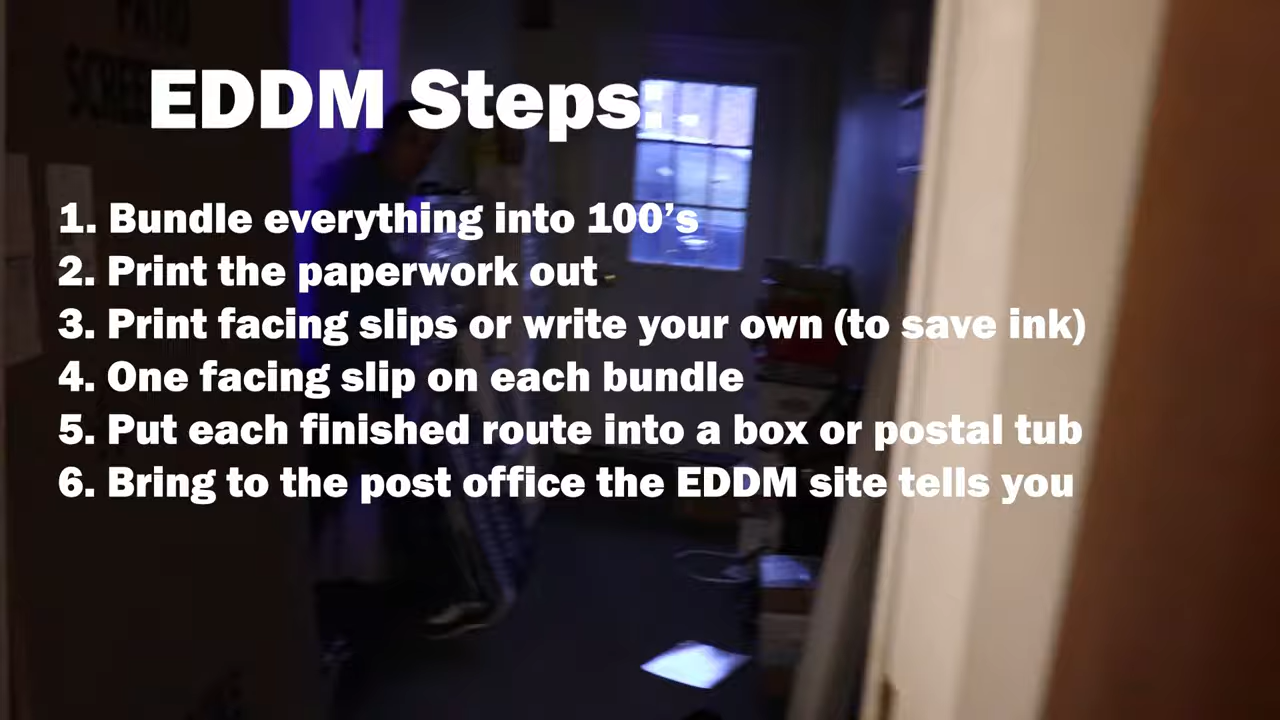 EDDM Steps:
1. Bundle everything into 100's
2. Print the paperwork out
3. Print facing slips or write your own (to save ink)
4. One facing slip on each bundle
5. Put each finished route into a box or postal tub
6. Bring to the post office the EDDM site tells you